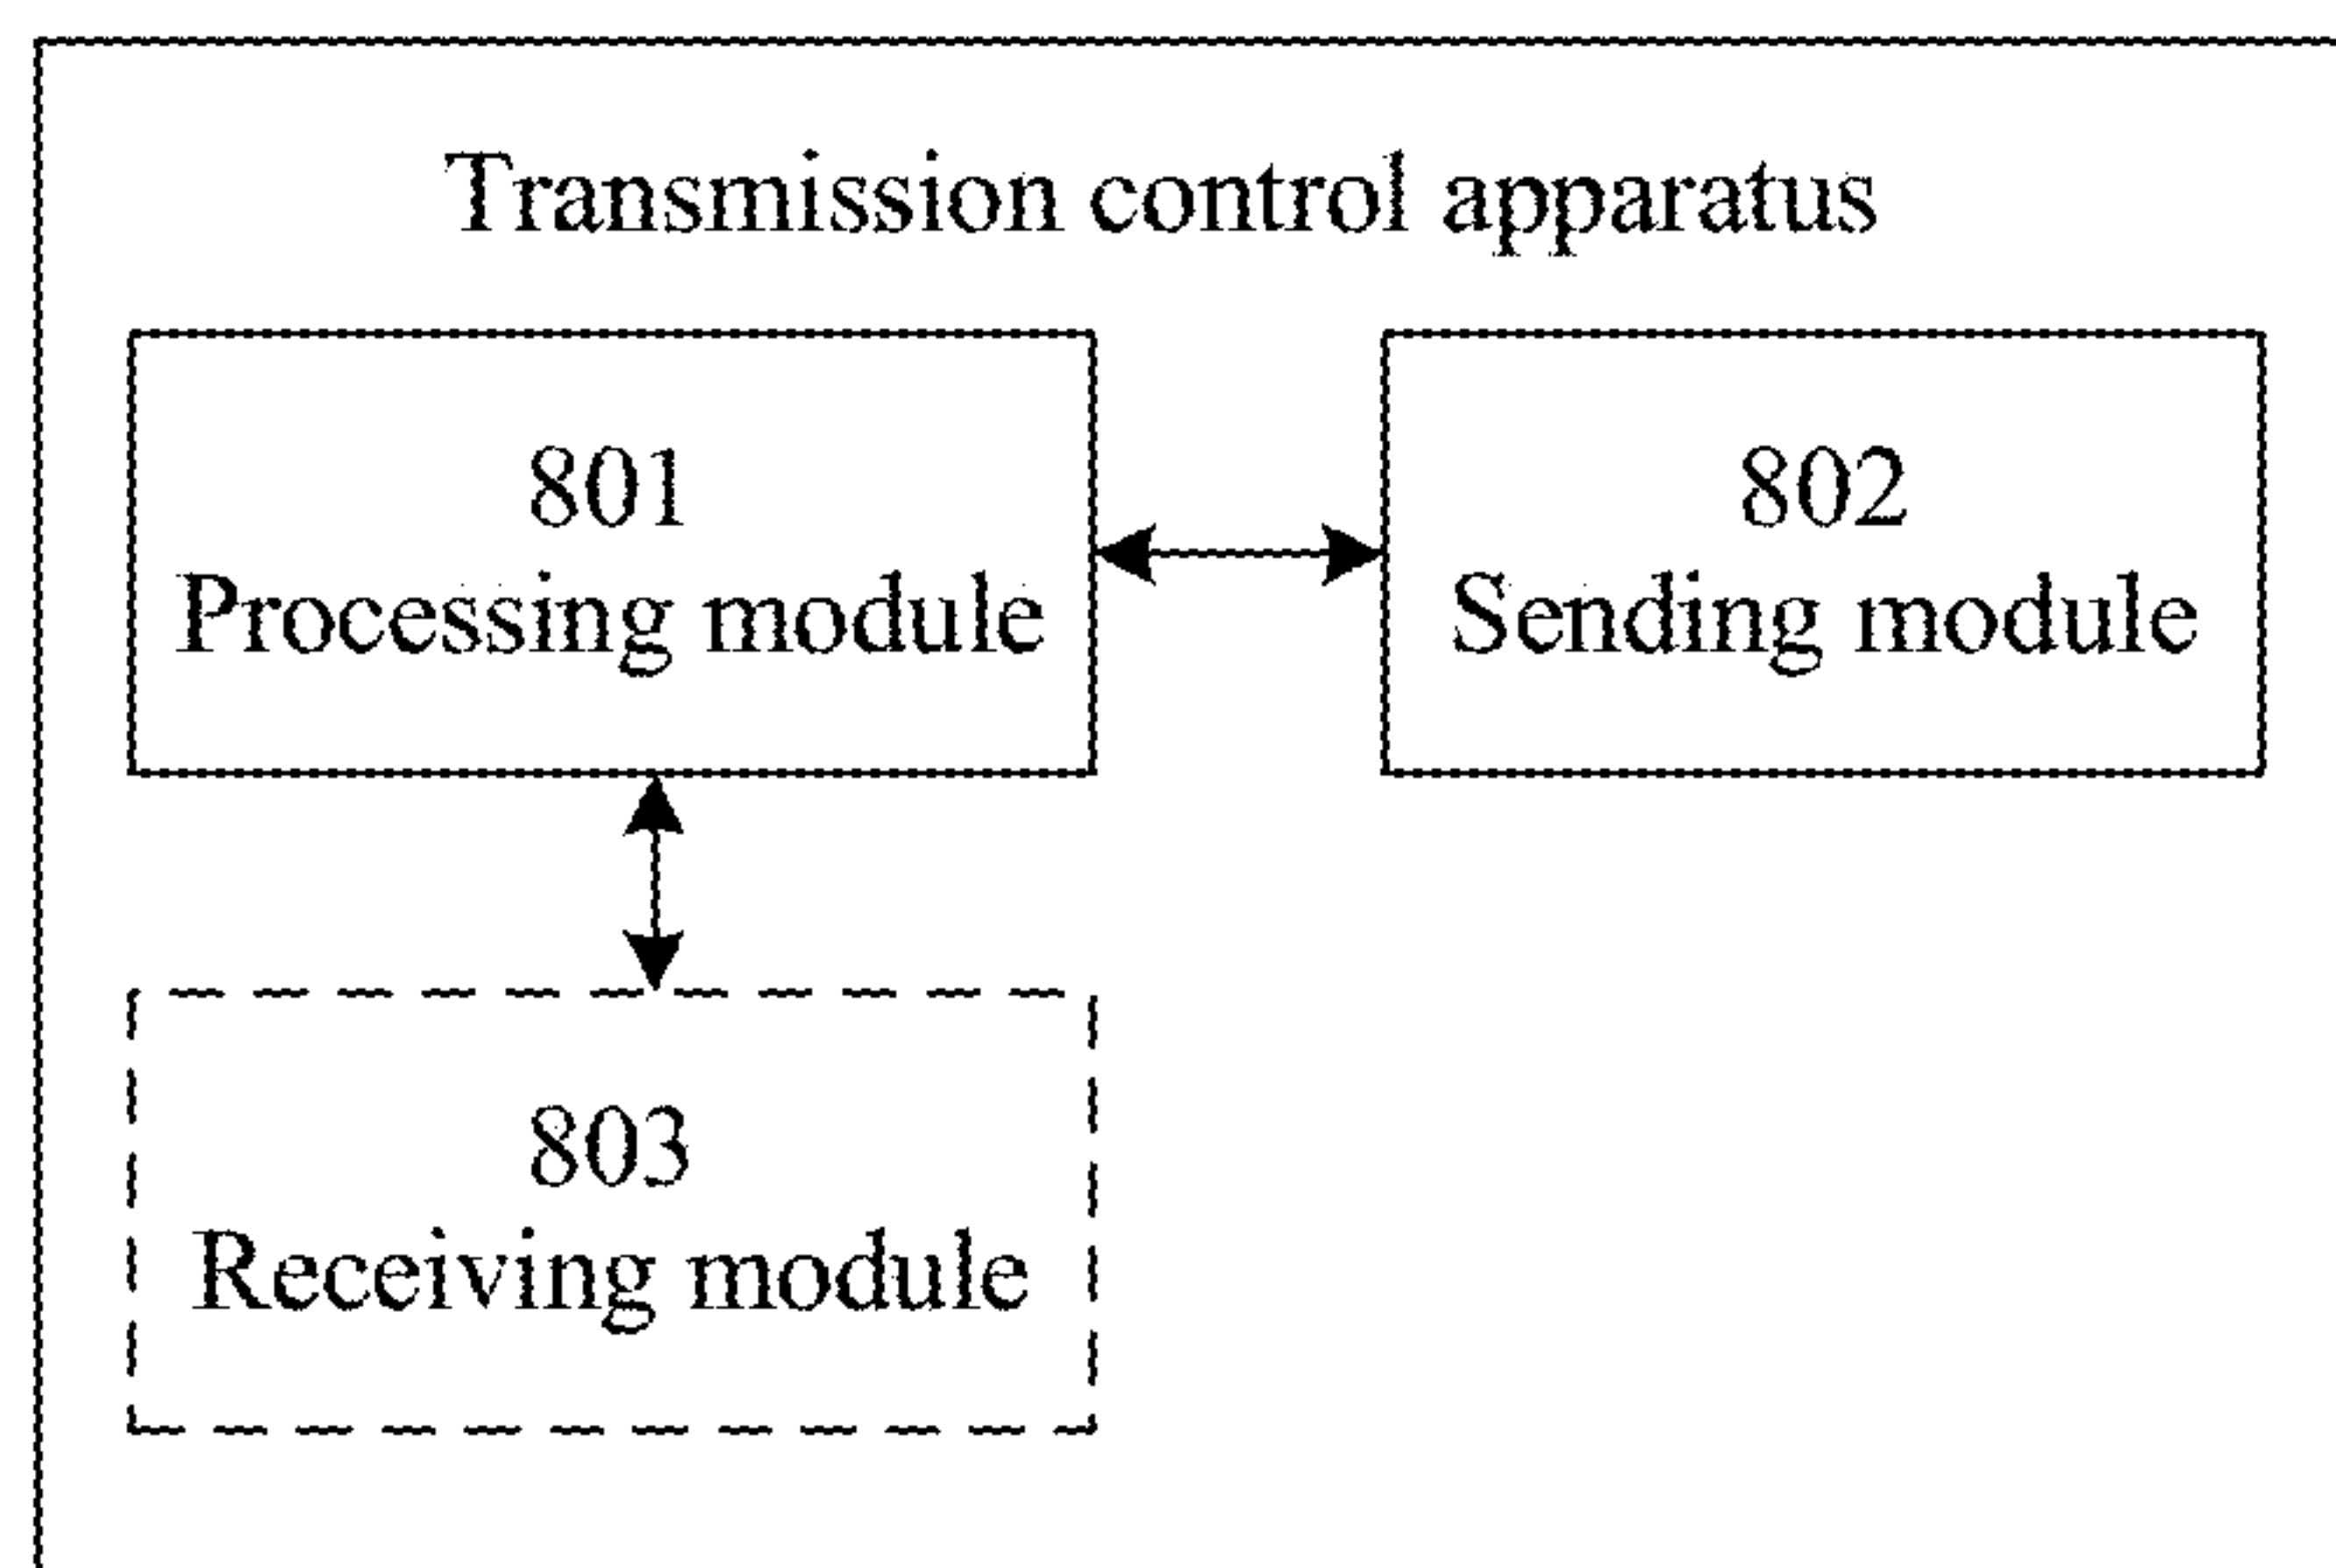 Transmission control apparatus
801
Processing module
802
Sending module
803
Receiving module